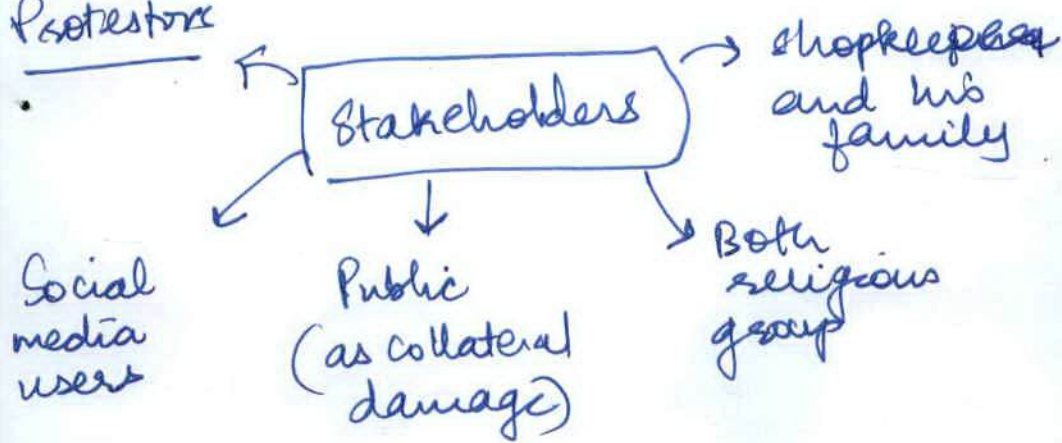 Protestors
Stakeholders
shopkeeper
and his
family
Social
media
users
Public
(as collateral
damage)
Both
religious
group